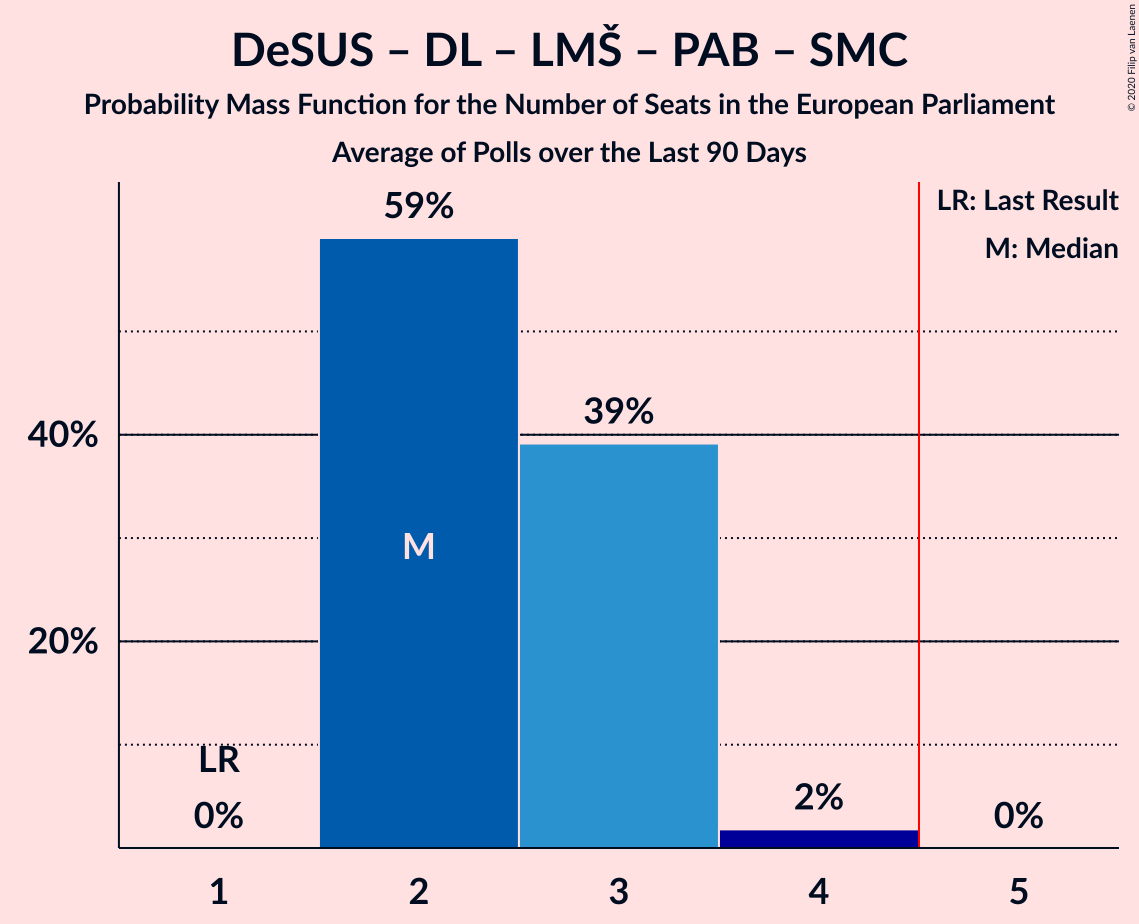 DeSUS – DL – LMŠ – PAB – SMC
Probability Mass Function for the Number of Seats in the European Parliament
Average of Polls over the Last 90 Days
© 2020 Filip van Laenen
LR: Last Result
M: Median
59%
39%
40%
M
20%
LR
0%
2%
0%
1
2
3
4
5